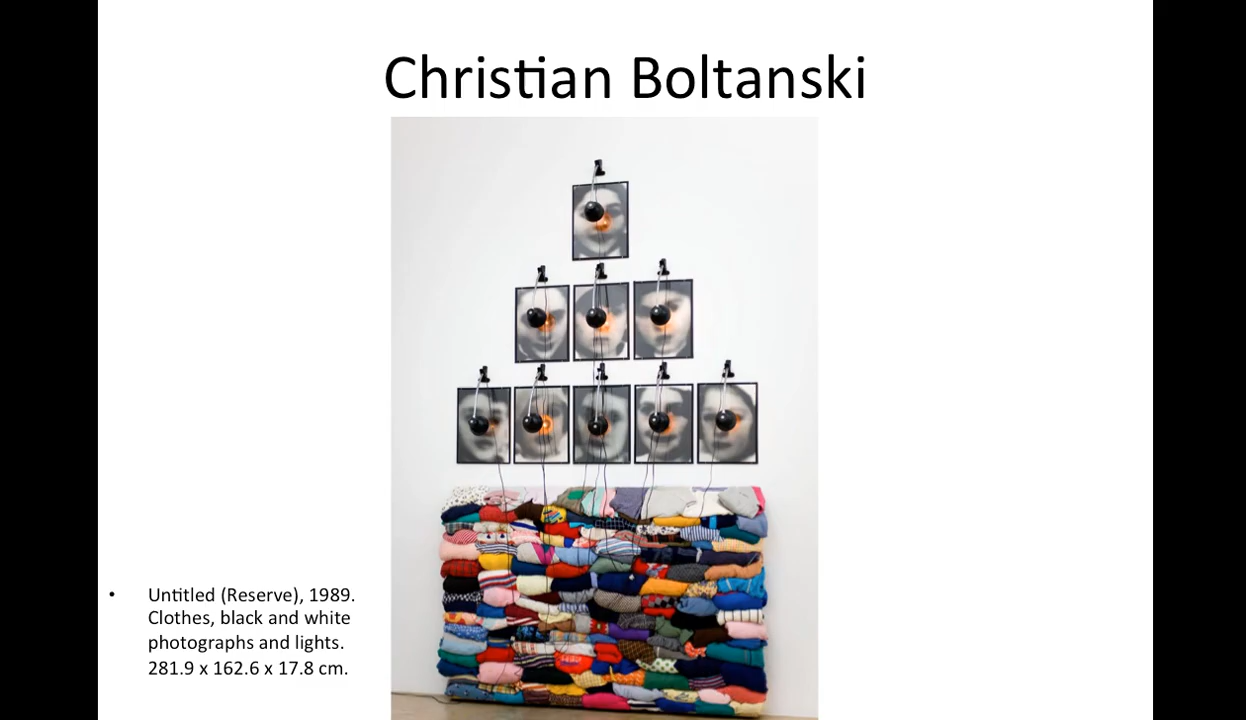 Christian Boltanski
• Untitled (Reserve), 1989.
Clothes, black and white
photographs and lights.
281.9 x 162.6 x 17.8 cm.